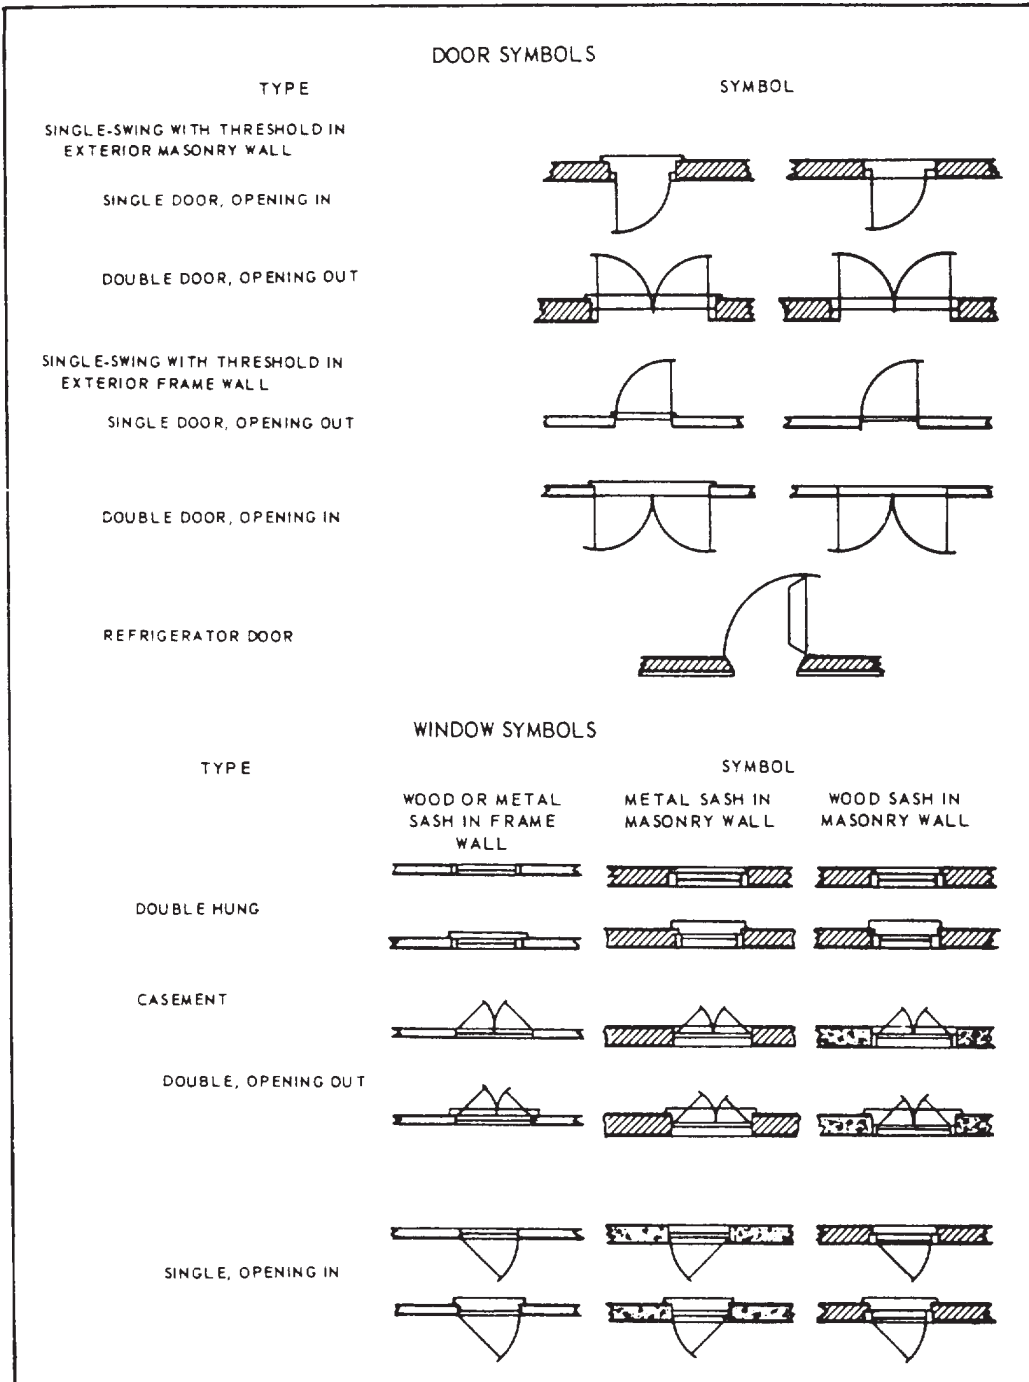 DOOR SYMBOLS
TYPE SYMBOL
SINGLE-SWING WITH THRESHOLD IN
EXTERIOR MASONRY WALL
SINGLE DOOR, OPENING IN
DOUBLE DOOR, OPENING OUT
SINGLE-SWING WITH THRESHOLD IN
EXTERIOR FRAME WALL
SINGLE DOOR, OPENING OUT
DOUBLE DOOR, OPENING IN
REFRIGERATOR DOOR
WINDOW SYMBOLS
TYPE SYMBOL
WOOD OR METAL
SASH IN FRAME
WALL
METAL SASH IN
MASONRY WALL
WOOD SASH IN
MASONRY WALL
DOUBLE HUNG
CASEMENT
DOUBLE, OPENING OUT
SINGLE, OPENING IN